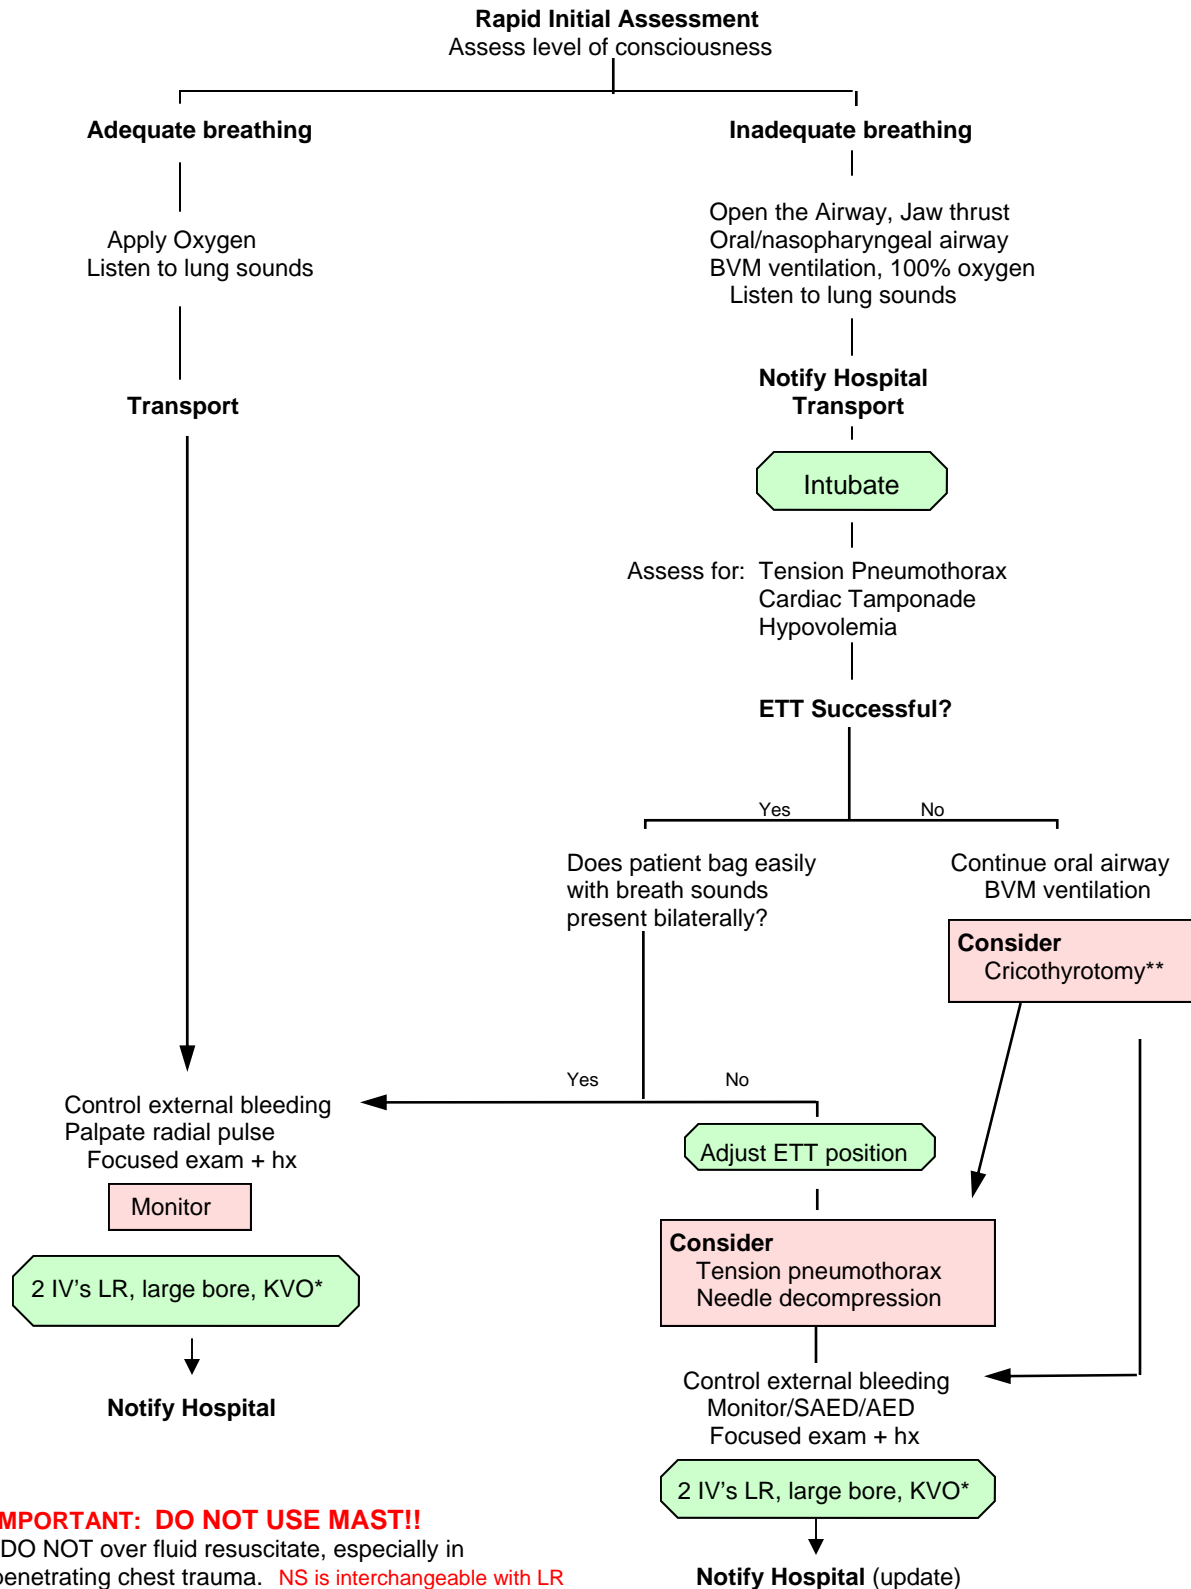 Rapid Initial Assessment
Assess level of consciousness
Adequate breathing
Inadequate breathing
Apply Oxygen
Listen to lung sounds
Open the Airway, Jaw thrust
Oral/nasopharyngeal airway
BVM ventilation, 100% oxygen
Listen to lung sounds
Transport
Notify Hospital
Transport
Intubate
Assess for: Tension Pneumothorax
Cardiac Tamponade
Hypovolemia
ETT Successful?
Yes
No
Does patient bag easily
with breath sounds
present bilaterally?
Continue oral airway
BVM ventilation
Consider
Cricothyrotomy**
Yes
No
Control external bleeding
Palpate radial pulse
Focused exam + hx
Monitor
2 IV's LR, large bore, KVO*
Notify Hospital
Adjust ETT position
Consider
Tension pneumothorax
Needle decompression
Control external bleeding
Monitor/SAED/AED
Focused exam + hx
2 IV's LR, large bore, KVO*
Notify Hospital (update)
IMPORTANT: DO NOT USE MAST!!
DO NOT over fluid resuscitate, especially in
penetrating chest trauma. NS is interchangeable with LR